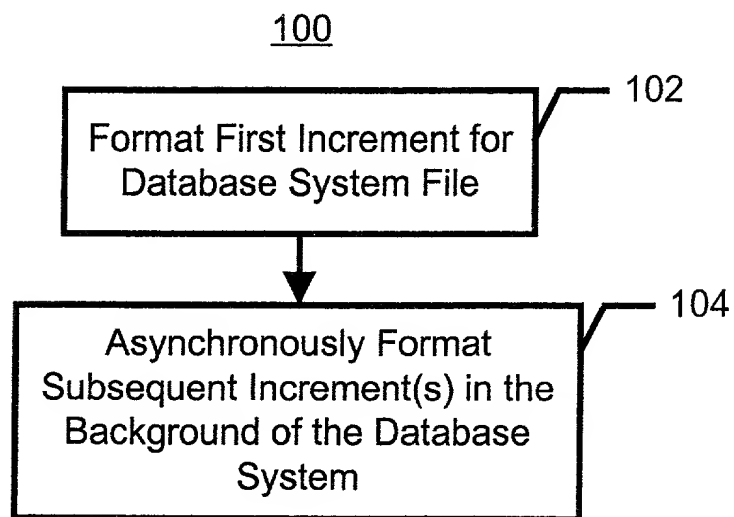 100
102
Format First Increment for
Database System File
104
Asynchronously Format
Subsequent Increment(s) in the
Background of the Database
System